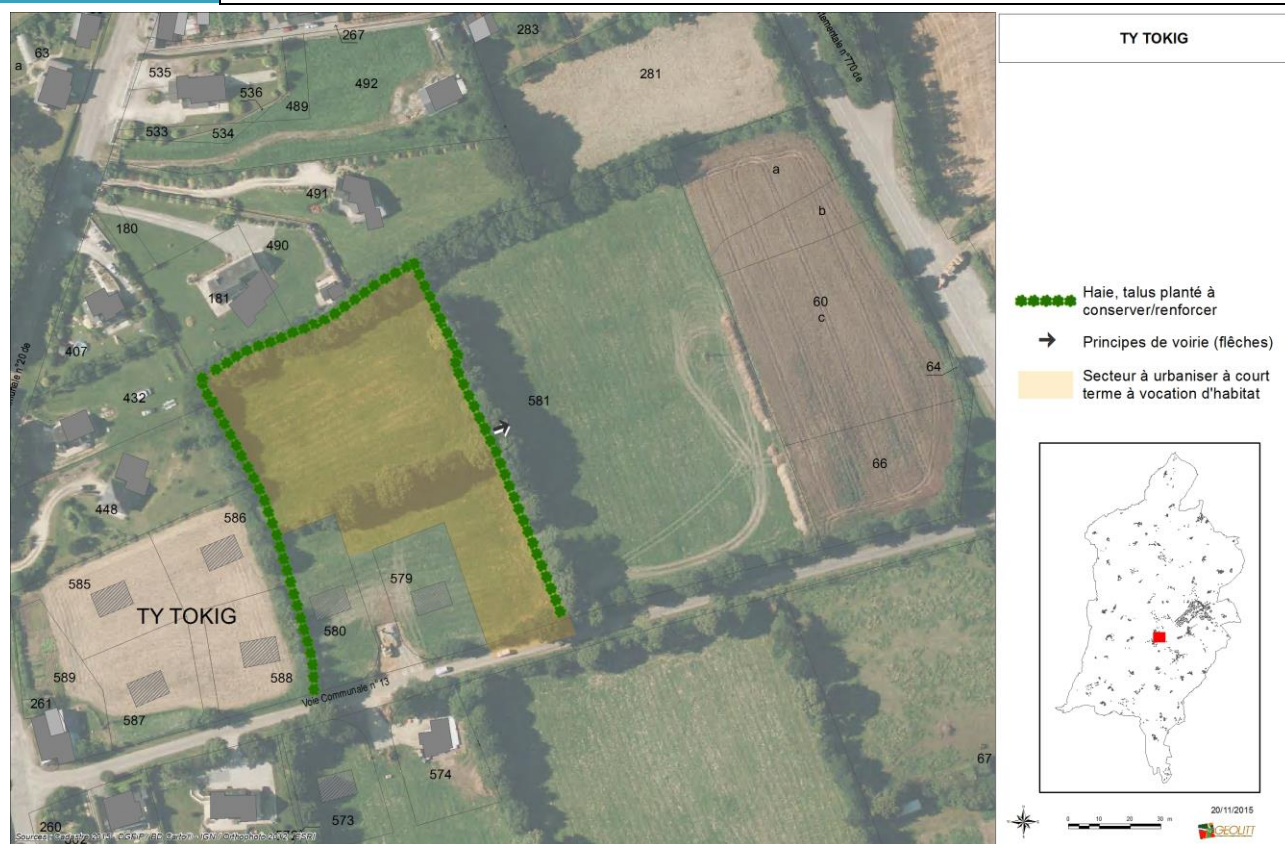 TY TOKIG
267
283
63
a
535
492
281
536
489
533
534
a
491
b
180
490
181
60
c
407
64
432
581
66
448
586
585
579
TY TOKIG
580
589
588
261
Voie Communale n°13
587
574
67
260
573
Haie, talus planté à
conserver/renforcer
Principes de voirie (flêches)
Secteur à urbaniser à court
terme à vocation d'habitat
20/11/2015
0 10 20 30 m
GEOLITT